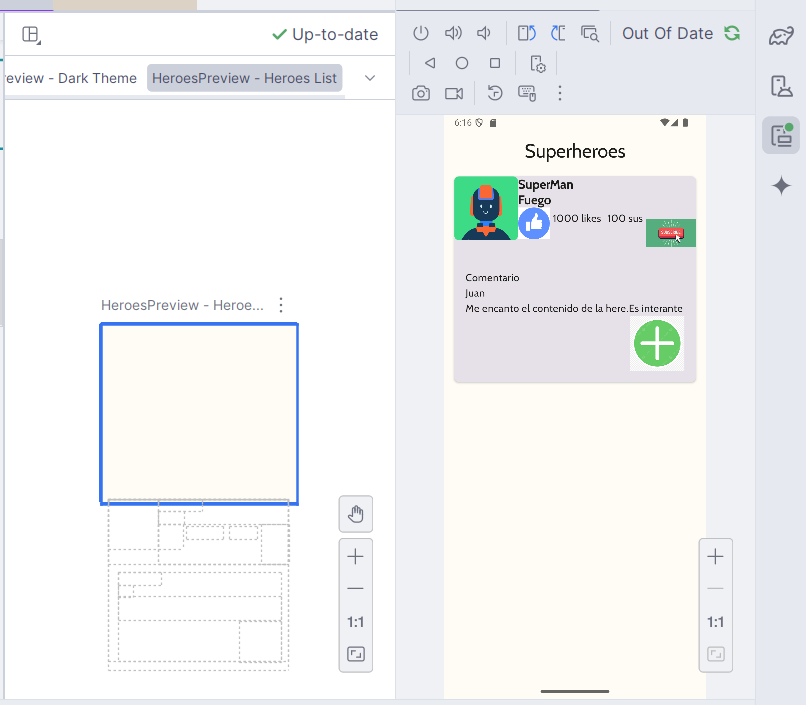 Up-to-date
review - Dark Theme
HeroesPreview - Heroes List
HeroesPreview - Heroe...
1:1
Out Of Date
6:16
Superheroes
SuperMan
Fuego
1000 likes
100 sus
SUBSCRIBE
Comentario
Juan
Me encanto el contenido de la here.Es interante
1:1